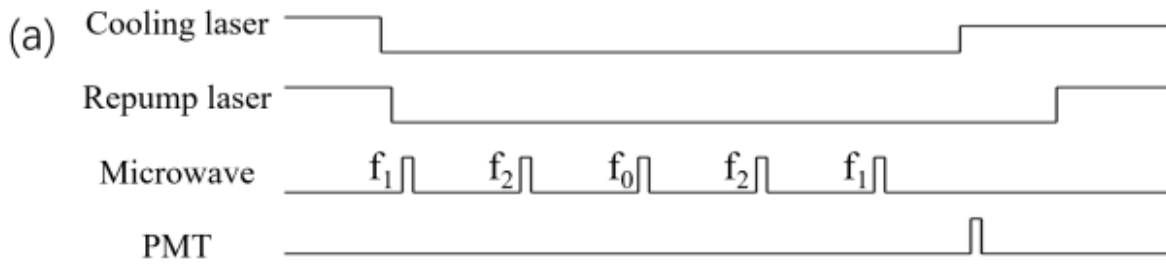 (a) Cooling laser
Repump laser
Microwave f₁ f₂ f₀ f₂ f₁
PMT